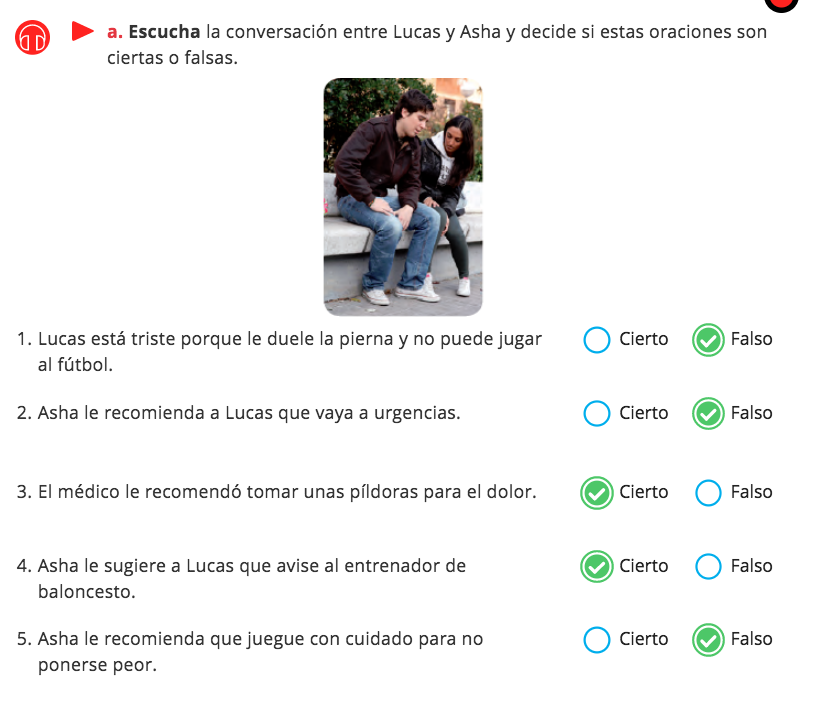 a. Escucha la conversación entre Lucas y Asha y decide si estas oraciones son
ciertas o falsas.
1. Lucas está triste porque le duele la pierna y no puede jugar
al fútbol.
Cierto
Falso
2. Asha le recomienda a Lucas que vaya a urgencias.
Cierto
Falso
3. El médico le recomendó tomar unas píldoras para el dolor.
Cierto
Falso
4. Asha le sugiere a Lucas que avise al entrenador de
baloncesto.
Cierto
Falso
5. Asha le recomienda que juegue con cuidado para no
ponerse peor.
Cierto
Falso